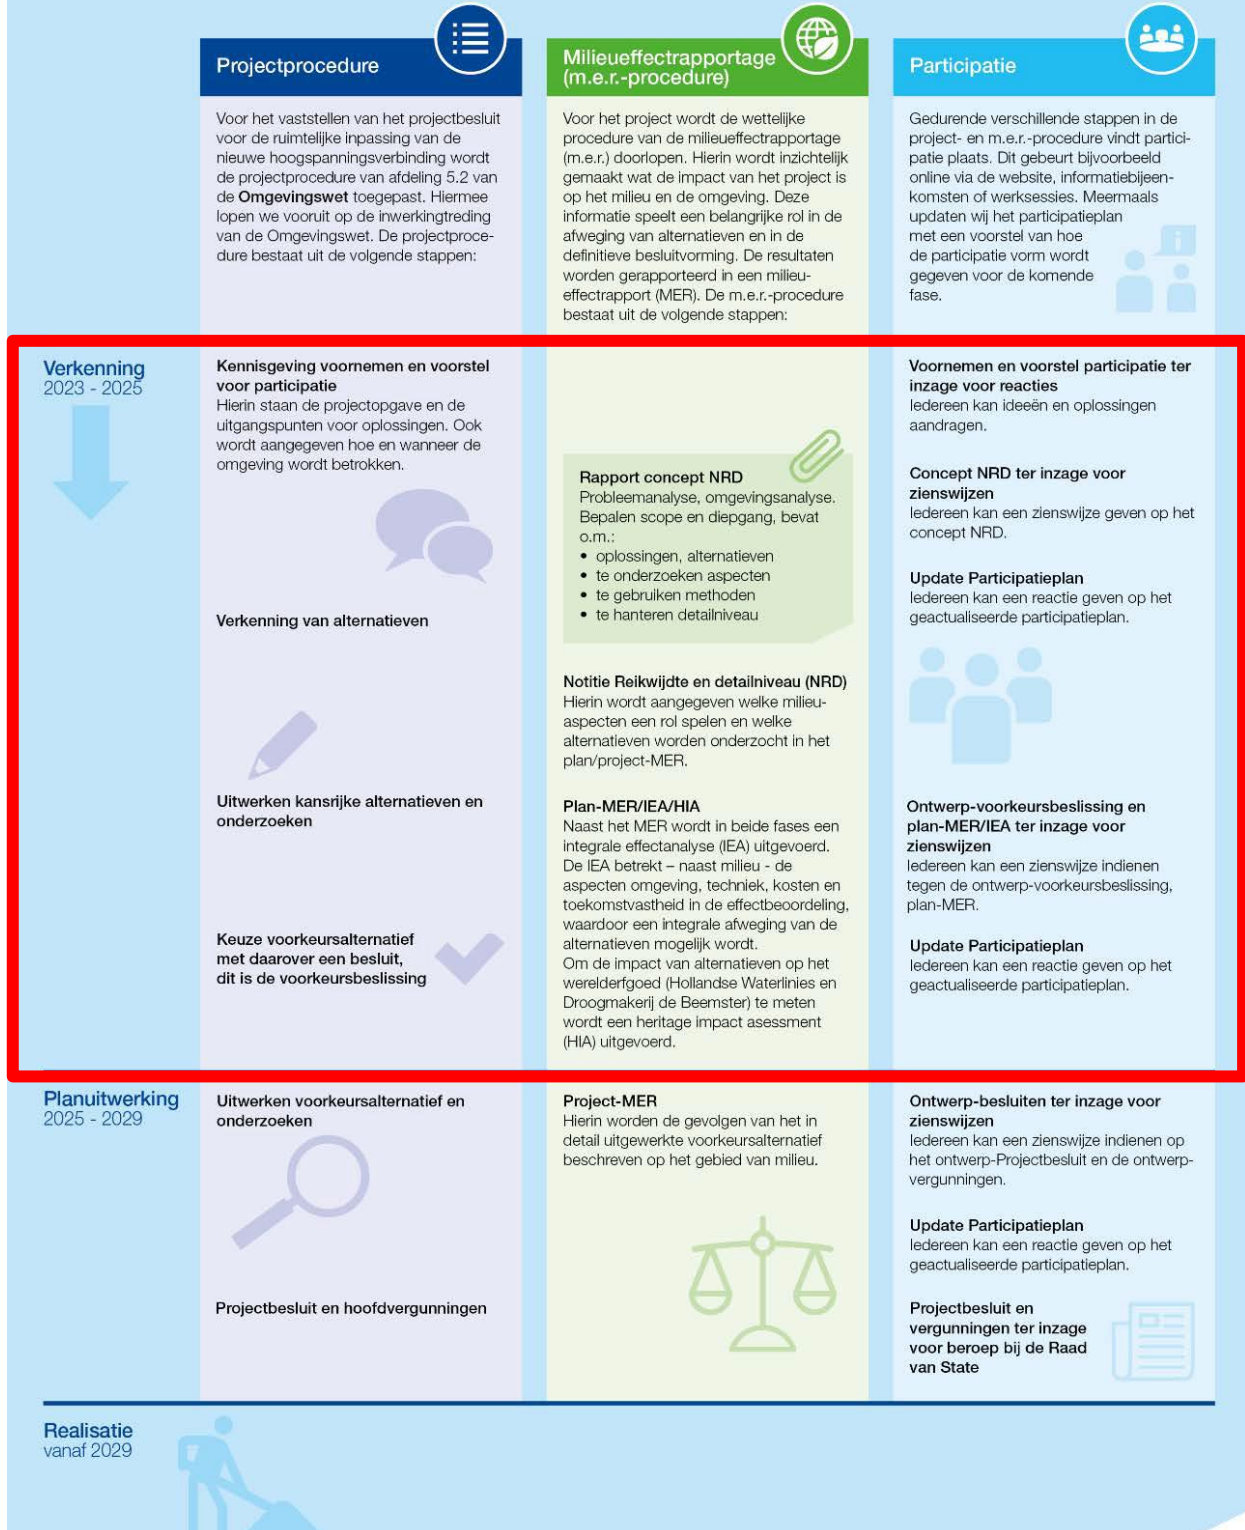 Projectprocedure
Voor het vaststellen van het projectbesluit
voor de ruimtelijke inpassing van de
nieuwe hoogspanningsverbinding wordt
de projectprocedure van afdeling 5.2 van
de Omgevingswet toegepast. Hiermee
lopen we vooruit op de inwerkingtreding
van de Omgevingswet. De projectproce-
dure bestaat uit de volgende stappen:
Milieueffectrapportage
(m.e.r.-procedure)
Voor het project wordt de wettelijke
procedure van de milieueffectrapportage
(m.e.r.) doorlopen. Hierin wordt inzichtelijk
gemaakt wat de impact van het project is
op het milieu en de omgeving. Deze
informatie speelt een belangrijke rol in de
afweging van alternatieven en in de
definitieve besluitvorming. De resultaten
worden gerapporteerd in een milieu-
effectrapport (MER). De m.e.r.-procedure
bestaat uit de volgende stappen:
Participatie
Gedurende verschillende stappen in de
project- en m.e.r.-procedure vindt partici-
patie plaats. Dit gebeurt bijvoorbeeld
online via de website, informatiebijeen-
komsten of werksessies. Meermaals
updaten wij het participatieplan
met een voorstel van hoe
de participatie vorm wordt
gegeven voor de komende
fase.
Verkenning
2023 - 2025
Kennisgeving voornemen en voorstel
voor participatie
Hierin staan de projectopgave en de
uitgangspunten voor oplossingen. Ook
wordt aangegeven hoe en wanneer de
omgeving wordt betrokken.
Verkenning van alternatieven
Uitwerken kansrijke alternatieven en
onderzoeken
Keuze voorkeursalternatief
met daarover een besluit,
dit is de voorkeursbeslissing
Rapport concept NRD
Probleemanalyse, omgevingsanalyse.
Bepalen scope en diepgang, bevat
o.m.:
• oplossingen, alternatieven
• te onderzoeken aspecten
• te gebruiken methoden
• te hanteren detailniveau
Notitie Reikwijdte en detailniveau (NRD)
Hierin wordt aangegeven welke milieu-
aspecten een rol spelen en welke
alternatieven worden onderzocht in het
plan/project-MER.
Plan-MER/IEA/HIA
Naast het MER wordt in beide fases een
integrale effectanalyse (IEA) uitgevoerd.
De IEA betrekt – naast milieu - de
aspecten omgeving, techniek, kosten en
toekomstvastheid in de effectbeoordeling,
waardoor een integrale afweging van de
alternatieven mogelijk wordt.
Om de impact van alternatieven op het
werelderfgoed (Hollandse Waterlinies en
Droogmakerij de Beemster) te meten
wordt een heritage impact asessment
(HIA) uitgevoerd.
Voornemen en voorstel participatie ter
inzage voor reacties
Iedereen kan ideeën en oplossingen
aandragen.
Concept NRD ter inzage voor
zienswijzen
Iedereen kan een zienswijze geven op het
concept NRD.
Update Participatieplan
Iedereen kan een reactie geven op het
geactualiseerde participatieplan.
Ontwerp-voorkeursbeslissing en
plan-MER/IEA ter inzage voor
zienswijzen
Iedereen kan een zienswijze indienen
tegen de ontwerp-voorkeursbeslissing,
plan-MER.
Update Participatieplan
Iedereen kan een reactie geven op het
geactualiseerde participatieplan.
Planuitwerking
2025 - 2029
Uitwerken voorkeursalternatief en
onderzoeken
Projectbesluit en hoofdvergunningen
Project-MER
Hierin worden de gevolgen van het in
detail uitgewerkte voorkeursalternatief
beschreven op het gebied van milieu.
Ontwerp-besluiten ter inzage voor
zienswijzen
Iedereen kan een zienswijze indienen op
het ontwerp-Projectbesluit en de ontwerp-
vergunningen.
Update Participatieplan
Iedereen kan een reactie geven op het
geactualiseerde participatieplan.
Projectbesluit en
vergunningen ter inzage
voor beroep bij de Raad
van State
Realisatie
vanaf 2029